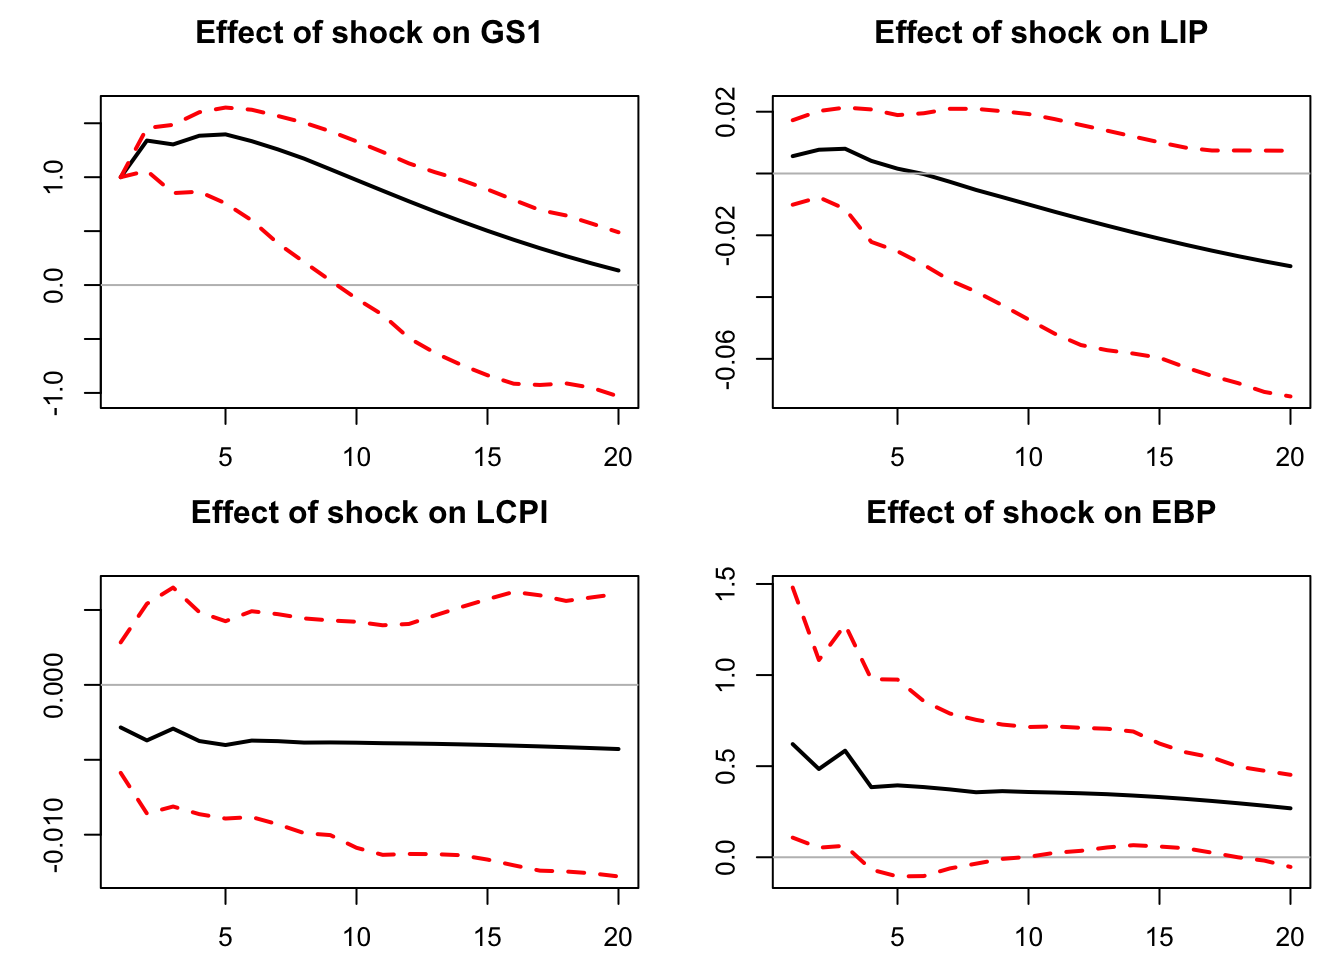 Effect of shock on GS1
1.0
0.0
-1.0
5 10 15 20
Effect of shock on LIP
0.02
-0.02
-0.06
5 10 15 20
Effect of shock on LCPI
0.000
-0.010
5 10 15 20
Effect of shock on EBP
1.5
1.0
0.5
0.0
5 10 15 20